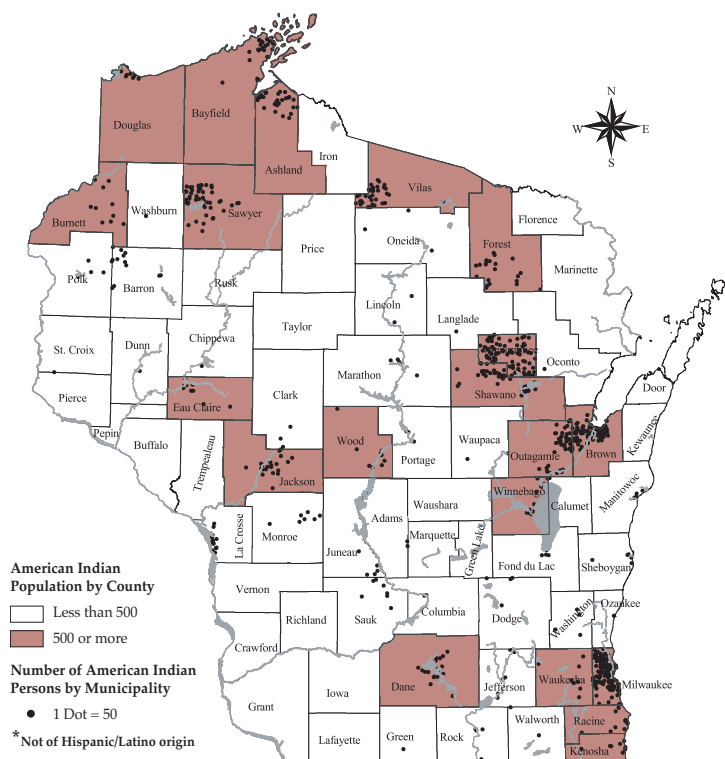 N
W E
S
Douglas
Bayfield
Ashland
Iron
Vilas
Burnett
Washburn
Sawyer
Florence
Oneida
Forest
Price
Marinette
Polk
Barron
Rusk
Lincoln
Langlade
Taylor
Chippewa
St. Croix
Dunn
Oconto
Marathon
Door
Shawano
Pierce
Eau Claire
Clark
Pepin
Buffalo
Trempealeau
Wood
Portage
Waupaca
Outagamie
Brown
Kewaunee
Jackson
Winnebago
Manitowoc
Waushara
Calumet
Adams
La Crosse
Monroe
Juneau
Marquette
Green Lake
Fond du Lac
Sheboygan
Vernon
Richland
Sauk
Columbia
Dodge
Washington
Ozaukee
Crawford
Dane
Jefferson
Waukesha
Milwaukee
Grant
Iowa
Racine
Lafayette
Green
Rock
Walworth
Kenosha
American Indian
Population by County
Less than 500
500 or more
Number of American Indian
Persons by Municipality
1 Dot = 50
*Not of Hispanic/Latino origin